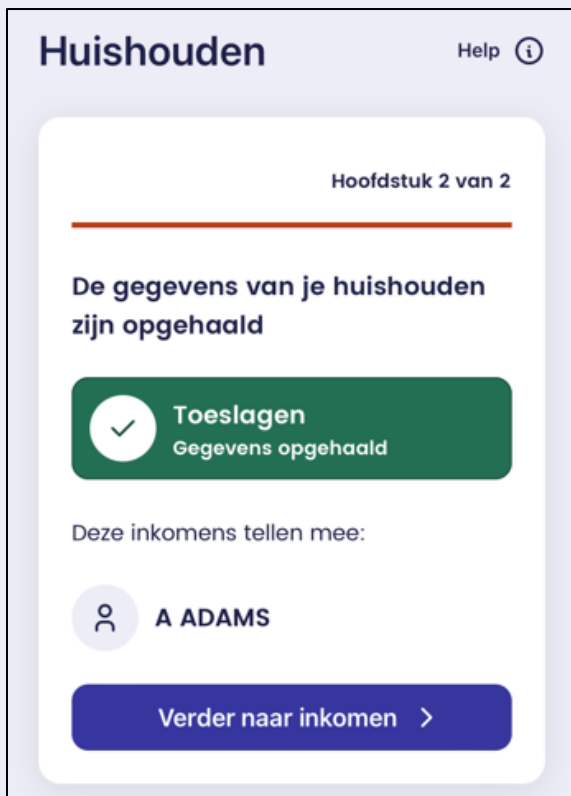 Huishouden
Help
Hoofdstuk 2 van 2
De gegevens van je huishouden
zijn opgehaald
Toeslagen
Gegevens opgehaald
Deze inkomens tellen mee:
A ADAMS
Verder naar inkomen